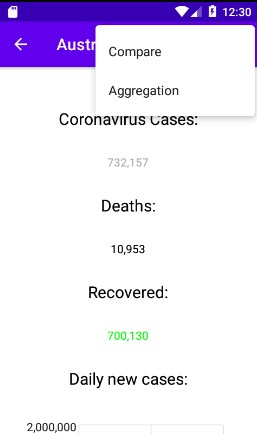 12:30
Austr
Compare
Aggregation
Coronavirus Cases:
732,157
Deaths:
10,953
Recovered:
700,130
Daily new cases:
2,000,000